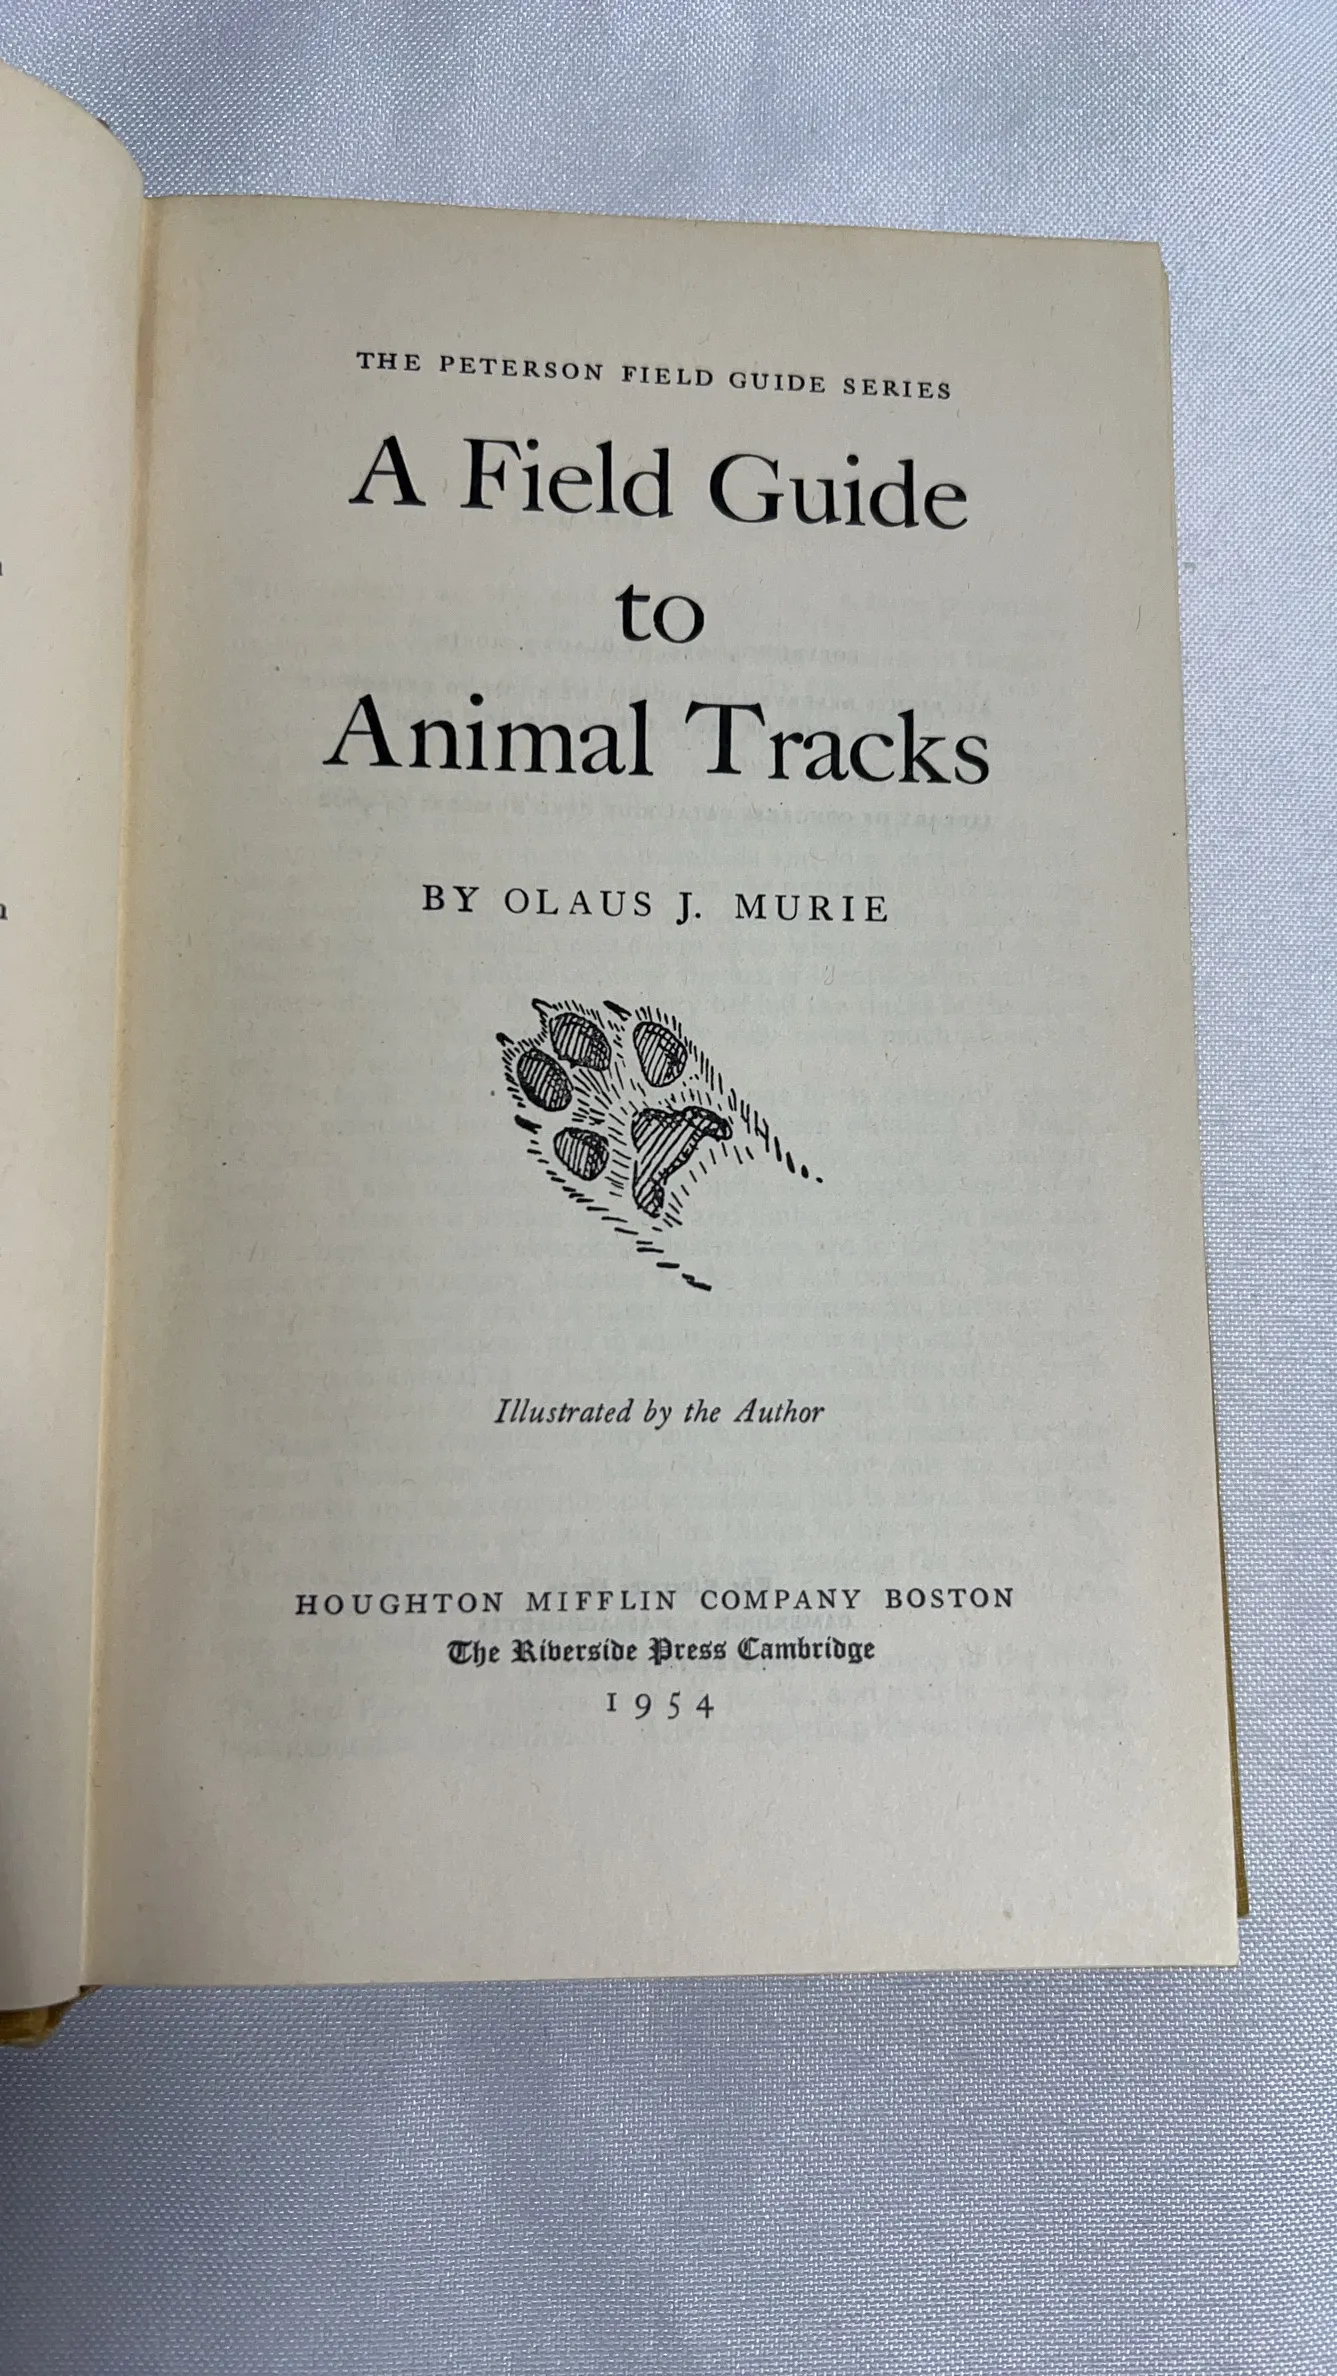 THE PETERSON FIELD GUIDE SERIES
A Field Guide
to
Animal Tracks
BY OLAUS J. MURIE
Illustrated by the Author
HOUGHTON MIFFLIN COMPANY BOSTON
The Riverside Press Cambridge
1954